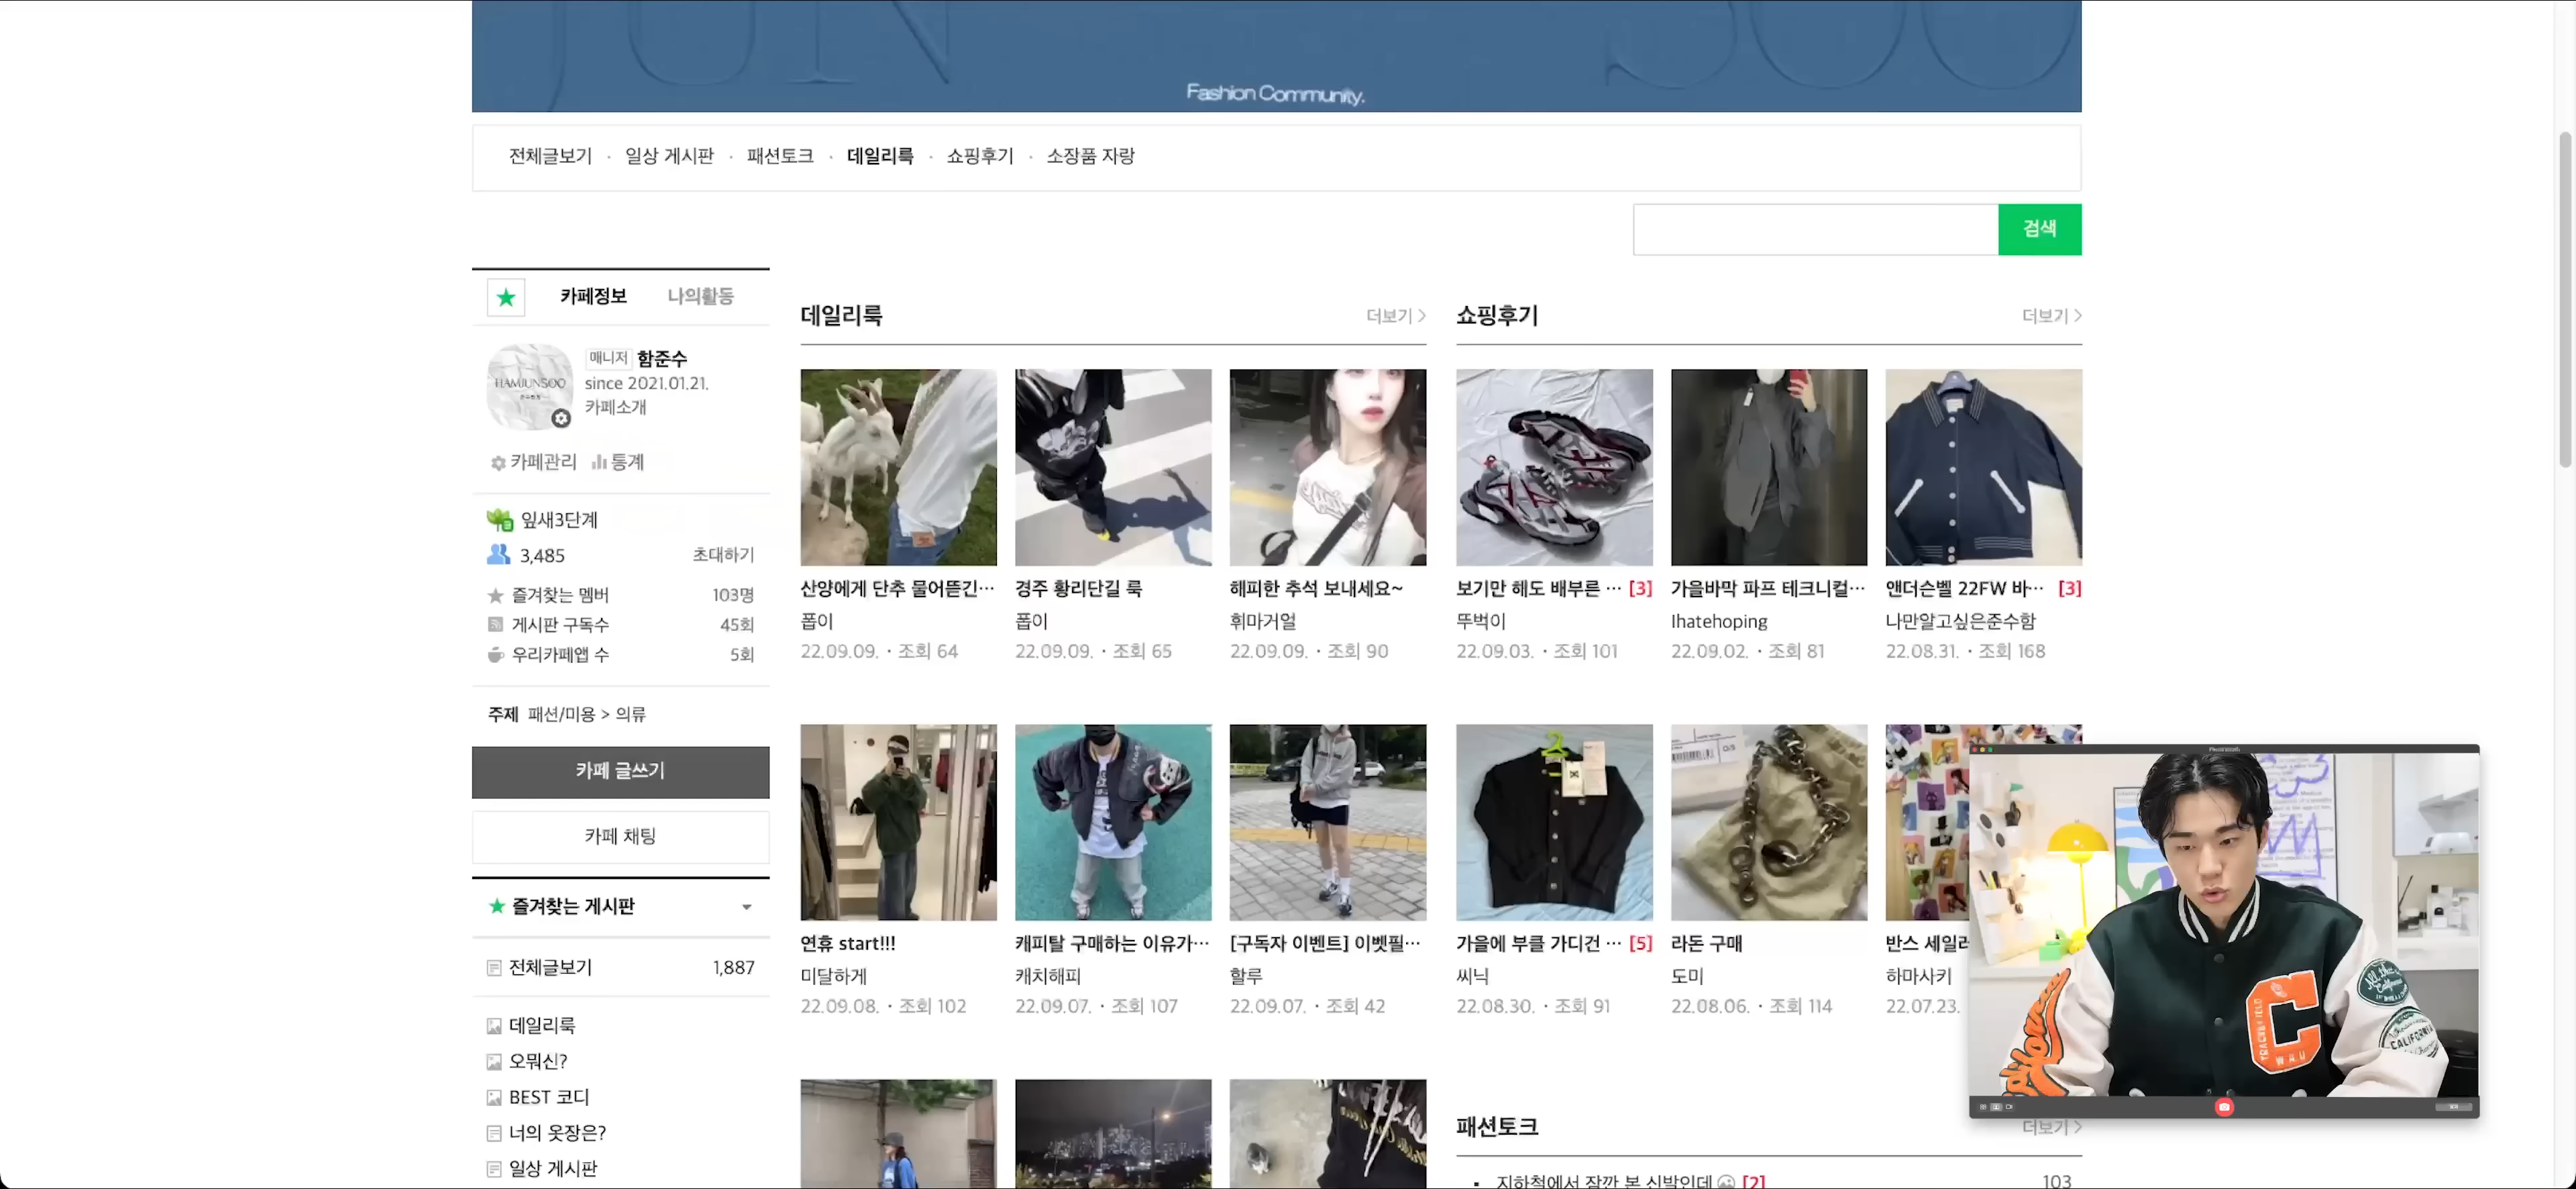 Fashion Community.
전체글보기 · 일상 게시판 · 패션토크 · 데일리룩 · 쇼핑후기 · 소장품 자랑
검색
카페정보 나의활동
매니저 함준수
since 2021.01.21.
카페소개
HAMJUNSOO
카페관리 통계
잎새3단계
3,485 초대하기
즐겨찾는 멤버 103명
게시판 구독수 45회
우리카페앱 수 5회
주제 패션/미용 > 의류
카페 글쓰기
카페 채팅
즐겨찾는 게시판
전체글보기 1,887
데일리룩
오뭐신?
BEST 코디
너의 옷장은?
일상 게시판
데일리룩 더보기 >
산양에게 단추 물어뜯긴… 경주 황리단길 룩 해피한 추석 보내세요~
폽이 폽이 휘마거얼
22.09.09. · 조회 64 22.09.09. · 조회 65 22.09.09. · 조회 90
연휴 start!!! 캐피탈 구매하는 이유가… [구독자 이벤트] 이벳필…
미달하게 캐치해피 할루
22.09.08. · 조회 102 22.09.07. · 조회 107 22.09.07. · 조회 42
쇼핑후기 더보기 >
보기만 해도 배부른 … [3] 가을바막 파프 테크니컬… 앤더슨벨 22FW 바… [3]
뚜벅이 Ihatehoping 나만알고싶은준수함
22.09.03. · 조회 101 22.09.02. · 조회 81 22.08.31. · 조회 168
가을에 부클 가디건 … [5] 라돈 구매 반스 세일러
씨닉 도미 하마사키
22.08.30. · 조회 91 22.08.06. · 조회 114 22.07.23.
패션토크 더보기 >
지하철에서 잠깐 본 신발인데 [2] 103
C
WAU
CALIFORNIA